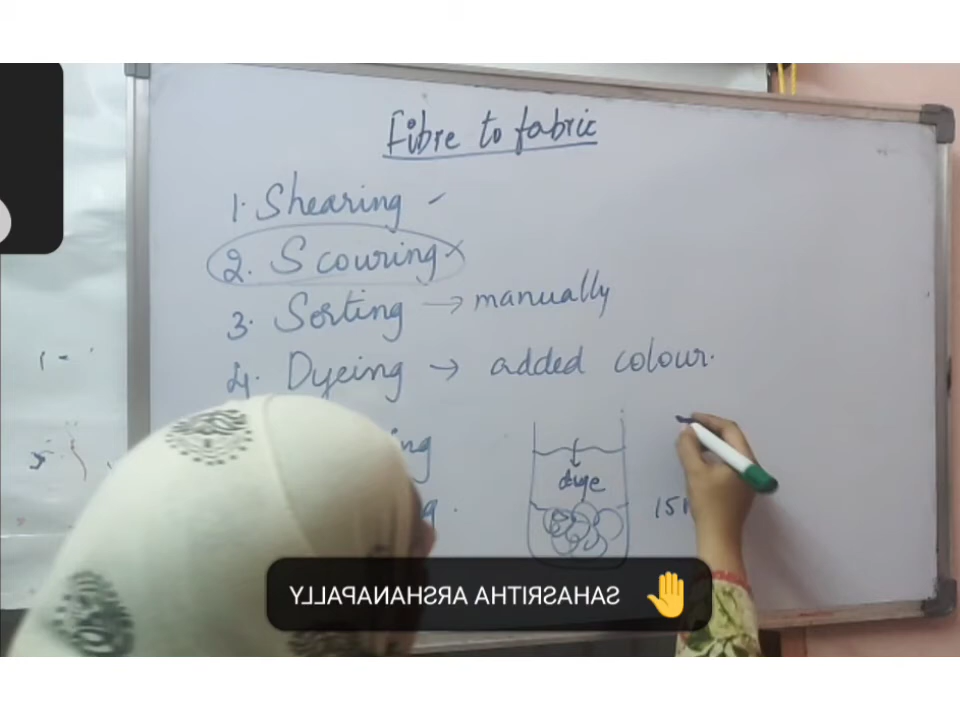 Fibre to fabric
1. Shearing
2. Scouring
3. Sorting → manually
4. Dyeing → added colour.
dye
SAHASRITHA ARSHANAPALLY